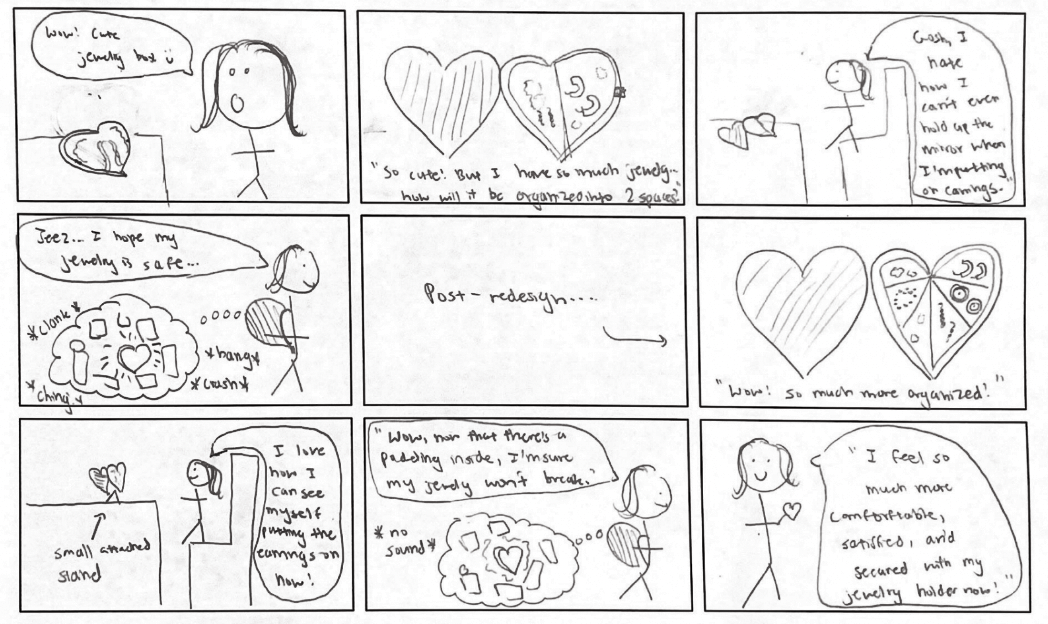 Wow! Cute
jewelry box
"So cute! But I have so much jewelry...
how will it be organized into 2 spaces?"
Gosh, I
hate
how I
can't even
hold up the
mirror when
I'm putting
on earrings."
Jeez... I hope my
jewelry is safe...
*clonk*
*bang*
*crash*
*ching*
Post-redesign....
"Wow! So much more organized!"
I love
how I
can see
myself
putting the
earrings on
now!
small attached
stand
"Wow, now that there's a
padding inside, I'm sure
my jewelry won't break."
*no
sound*
"I feel so
much more
comfortable,
satisfied, and
secured with my
jewelry holder now!"